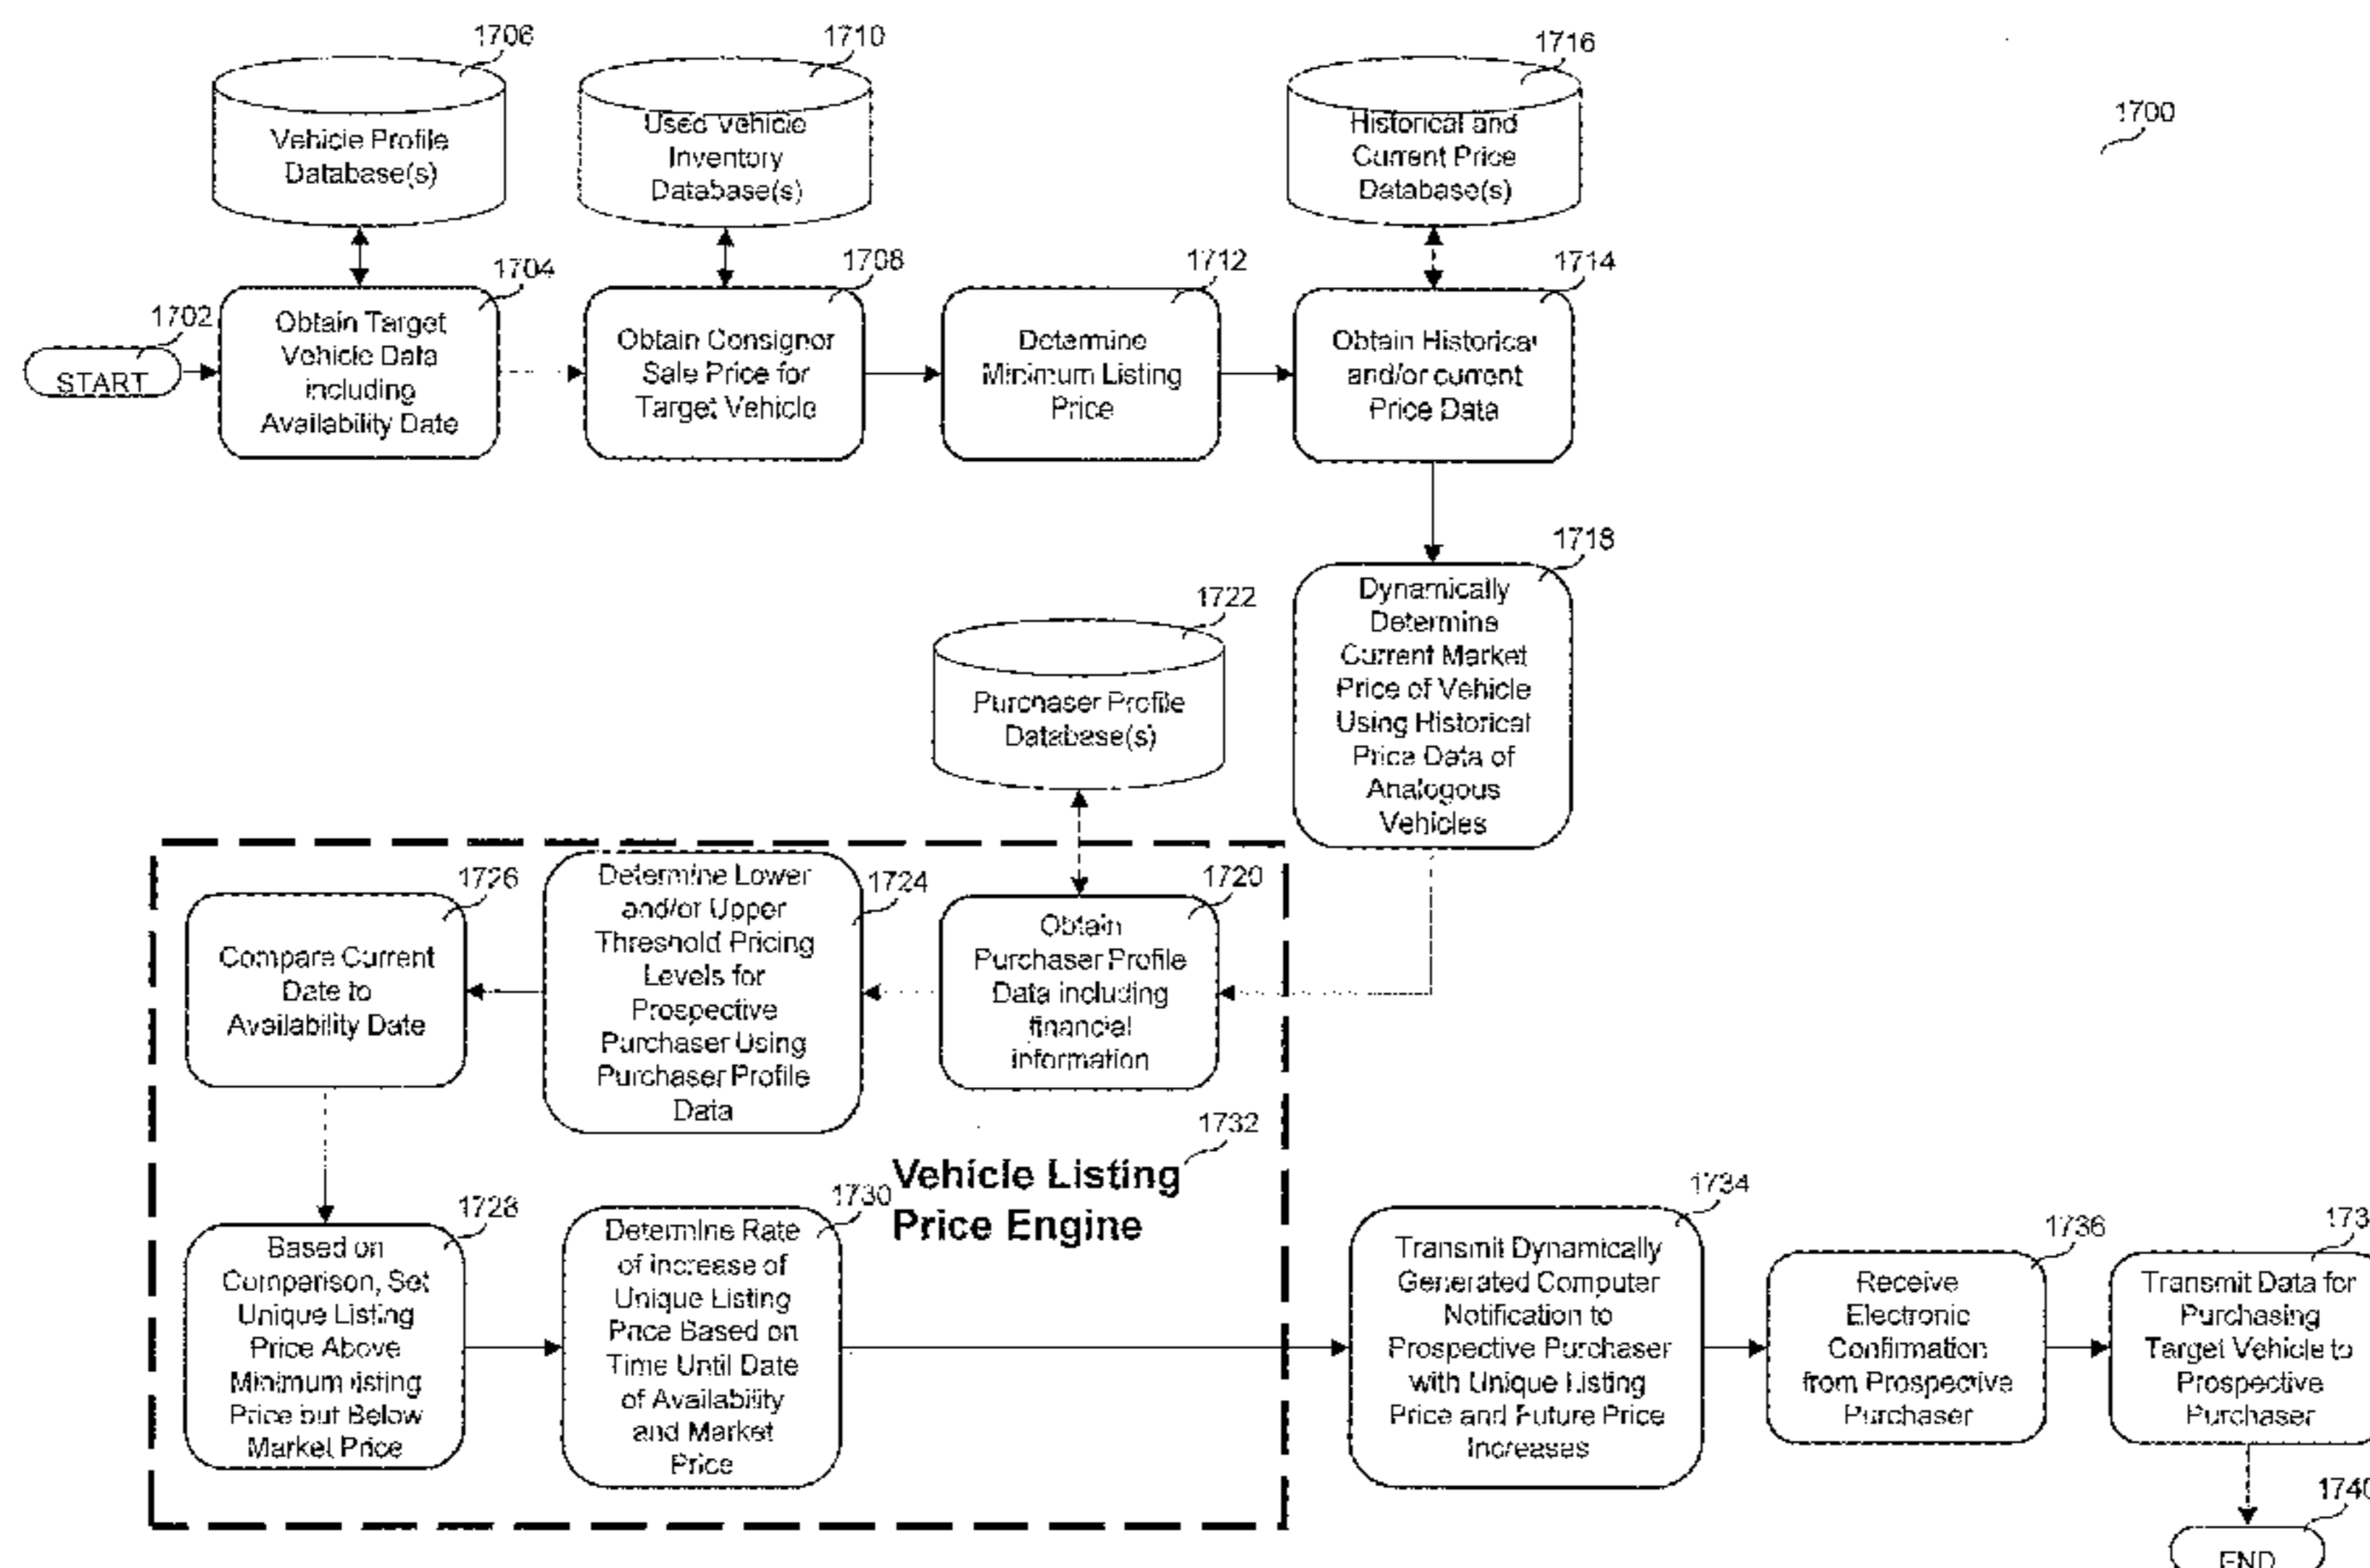 1706
1710
1716
1700
Vehicle Profile
Database(s)
Used Vehicle
Inventory
Database(s)
Historical and
Current Price
Database(s)
1702
START
1704
Obtain Target
Vehicle Data
including
Availability Date
1708
Obtain Consignor
Sale Price for
Target Vehicle
1712
Determine
Minimum Listing
Price
1714
Obtain Historical
and/or current
Price Data
1718
Dynamically
Determine
Current Market
Price of Vehicle
Using Historical
Price Data of
Analogous
Vehicles
1722
Purchaser Profile
Database(s)
1720
Obtain
Purchaser Profile
Data including
financial
information
1724
Determine Lower
and/or Upper
Threshold Pricing
Levels for
Prospective
Purchaser Using
Purchaser Profile
Data
1726
Compare Current
Date to
Availability Date
1732
Vehicle Listing
Price Engine
1728
Based on
Comparison, Set
Unique Listing
Price Above
Minimum listing
Price but Below
Market Price
1730
Determine Rate
of increase of
Unique Listing
Price Based on
Time Until Date
of Availability
and Market
Price
1734
Transmit Dynamically
Generated Computer
Notification to
Prospective Purchaser
with Unique Listing
Price and Future Price
Increases
1736
Receive
Electronic
Confirmation
from Prospective
Purchaser
173
Transmit Data for
Purchasing
Target Vehicle to
Prospective
Purchaser
1740
END